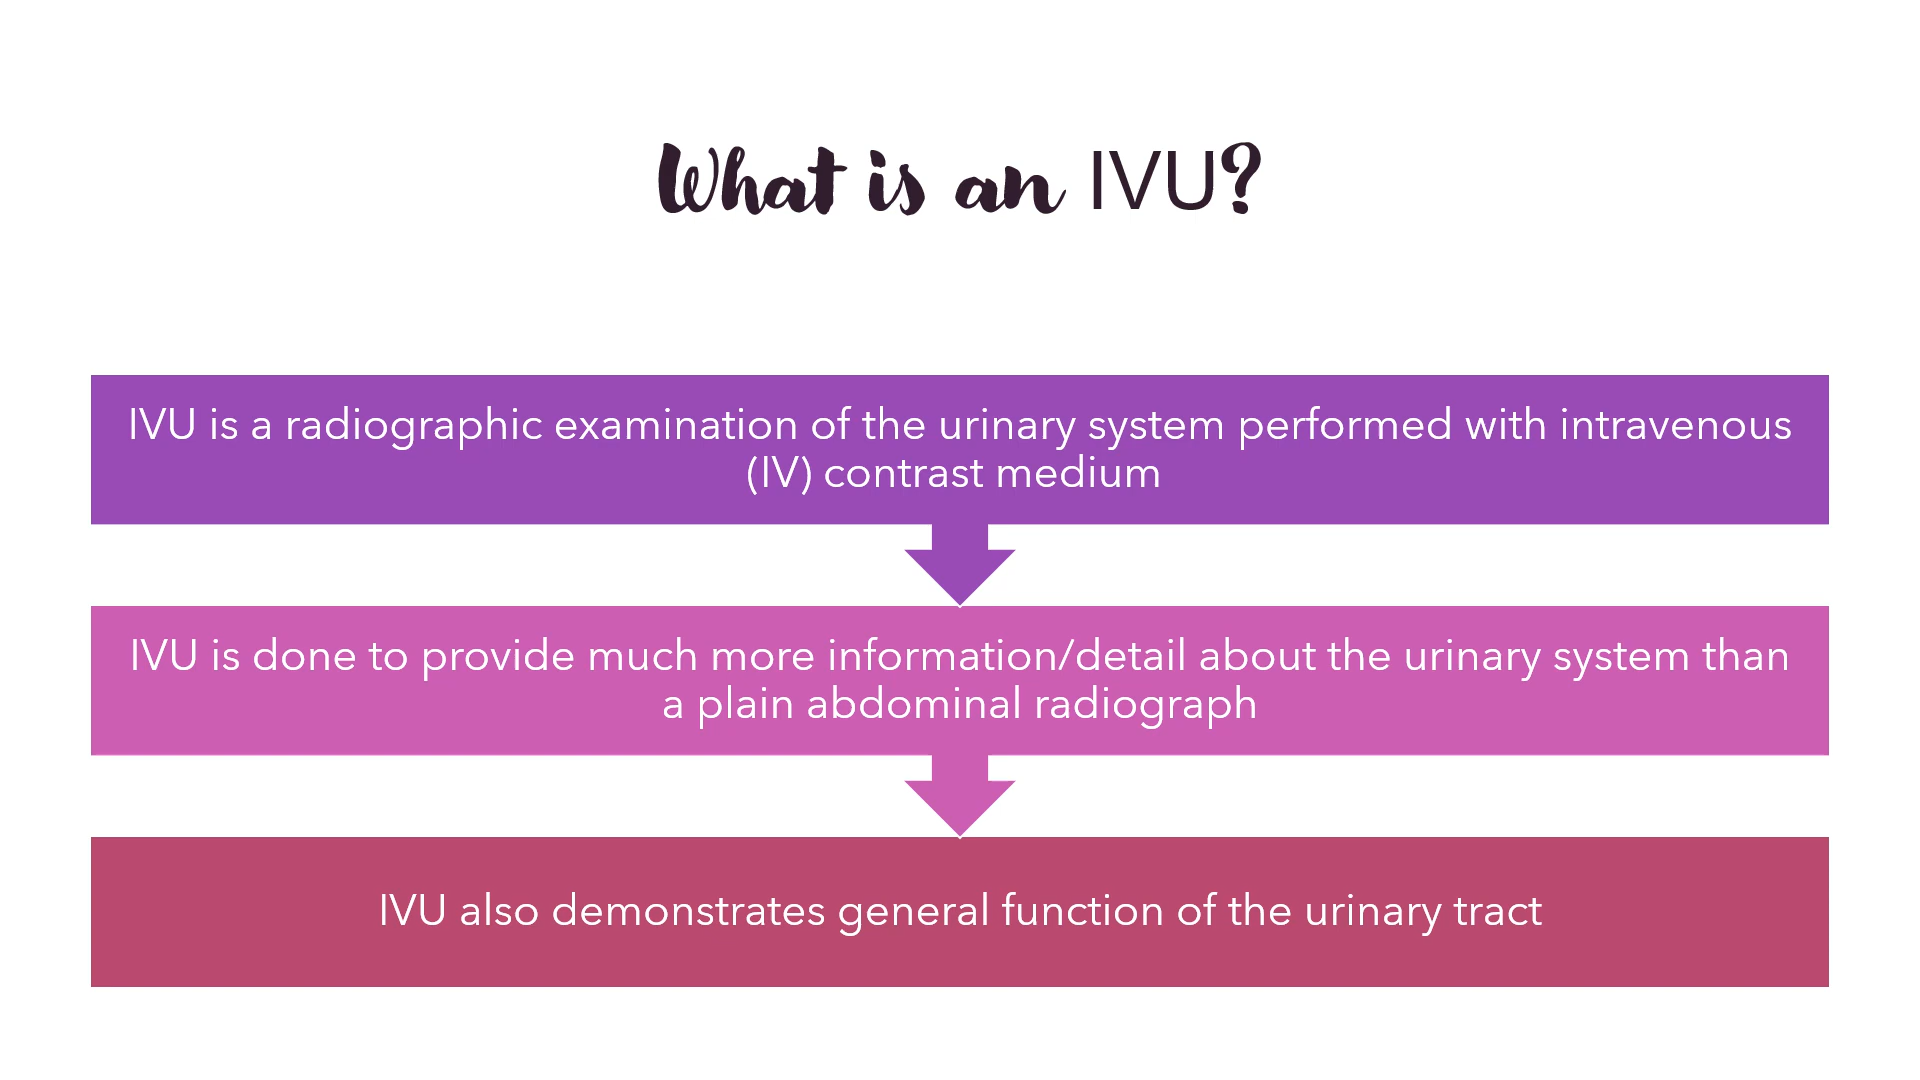 What is an IVU?
IVU is a radiographic examination of the urinary system performed with intravenous
(IV) contrast medium
IVU is done to provide much more information/detail about the urinary system than
a plain abdominal radiograph
IVU also demonstrates general function of the urinary tract